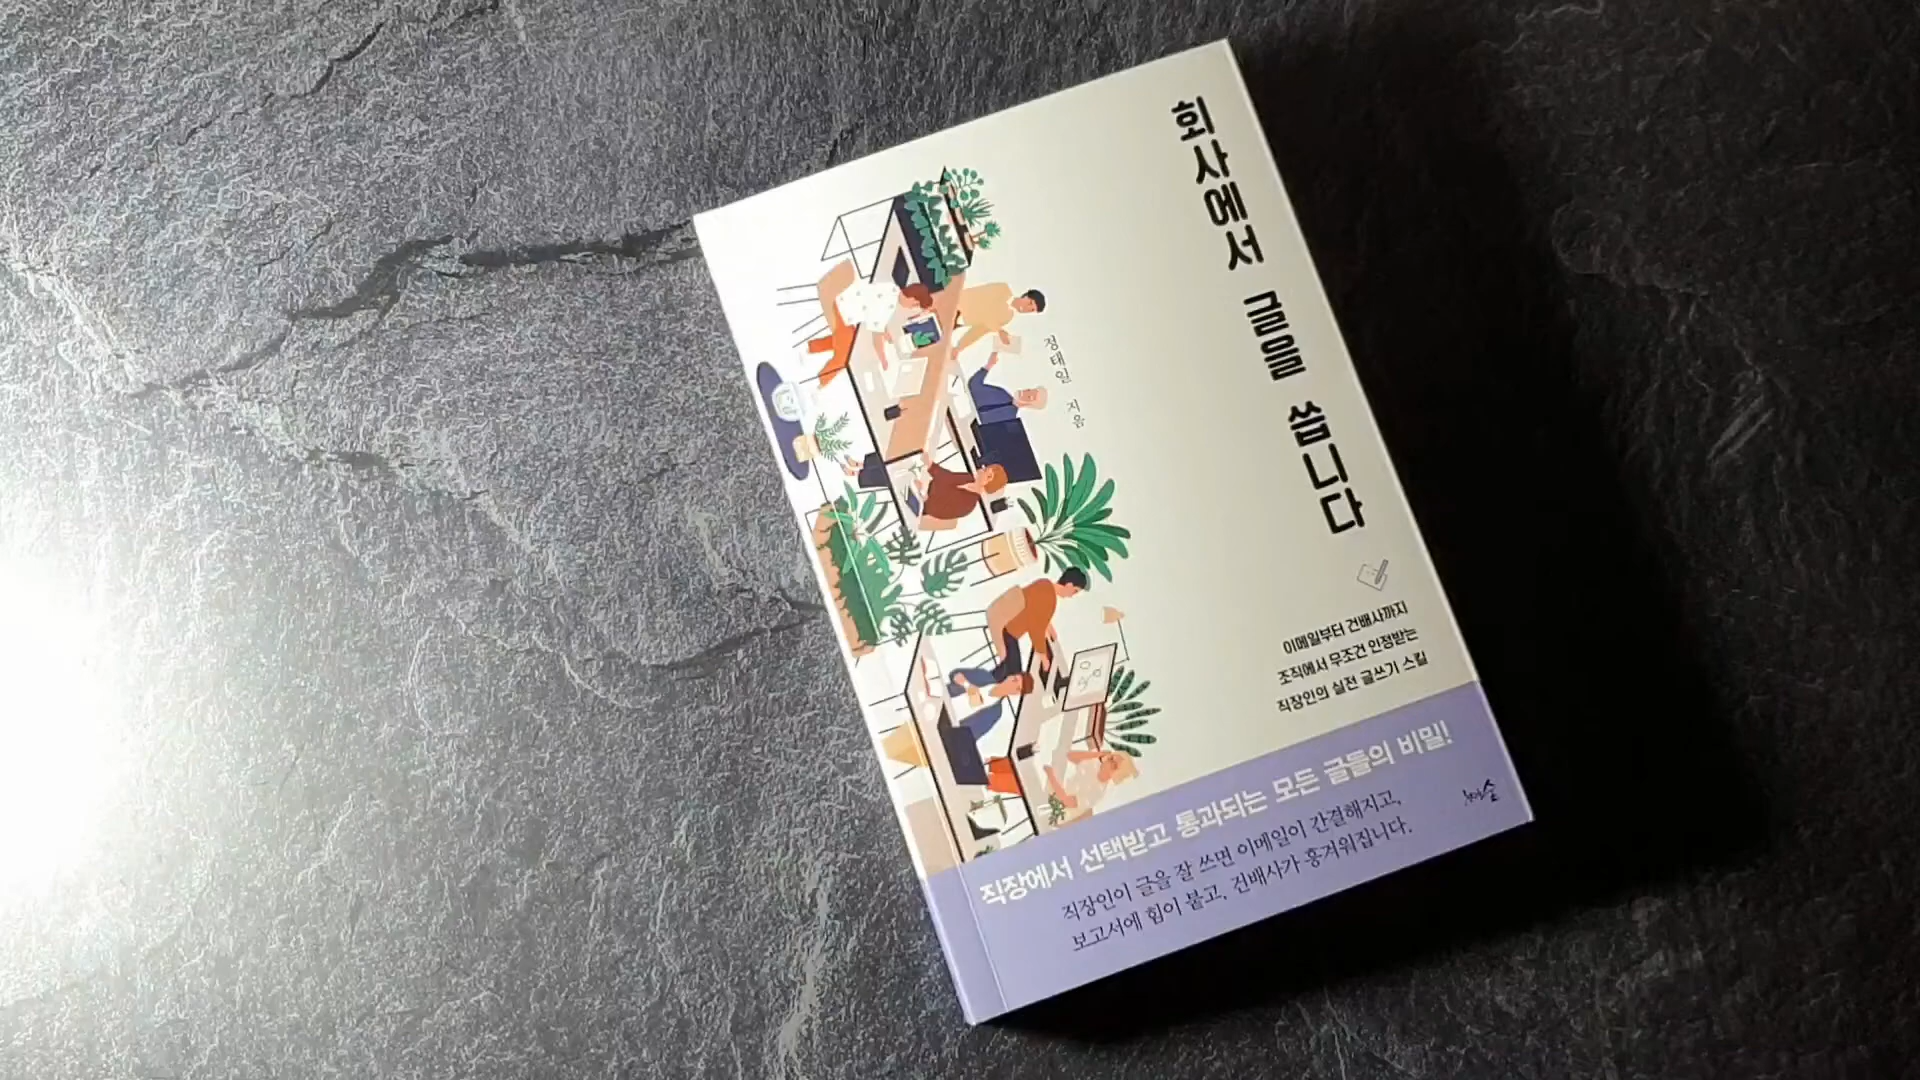 회사에서 글을 씁니다
정태일 지음
이메일부터 건배사까지
조직에서 무조건 인정받는
직장인의 실전 글쓰기 스킬
직장에서 선택받고 통과되는 모든 글들의 비밀!
직장인이 글을 잘 쓰면 이메일이 간결해지고,
보고서에 힘이 붙고, 건배사가 흥겨워집니다.